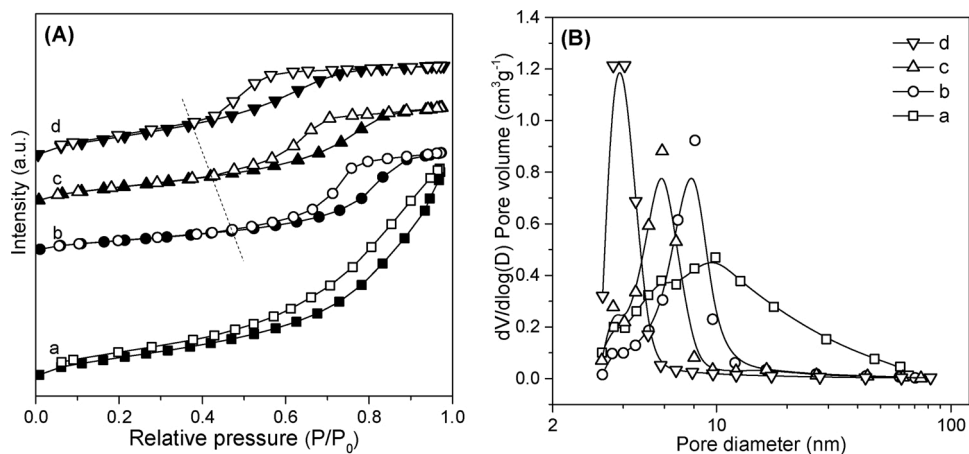 (A)
Intensity (a.u.)
d
c
b
a
0.0 0.2 0.4 0.6 0.8 1.0
Relative pressure (P/P0)
(B)
dV/dlog(D) Pore volume (cm3g-1)
1.4
1.2
1.0
0.8
0.6
0.4
0.2
0.0
d
c
b
a
2 10 100
Pore diameter (nm)